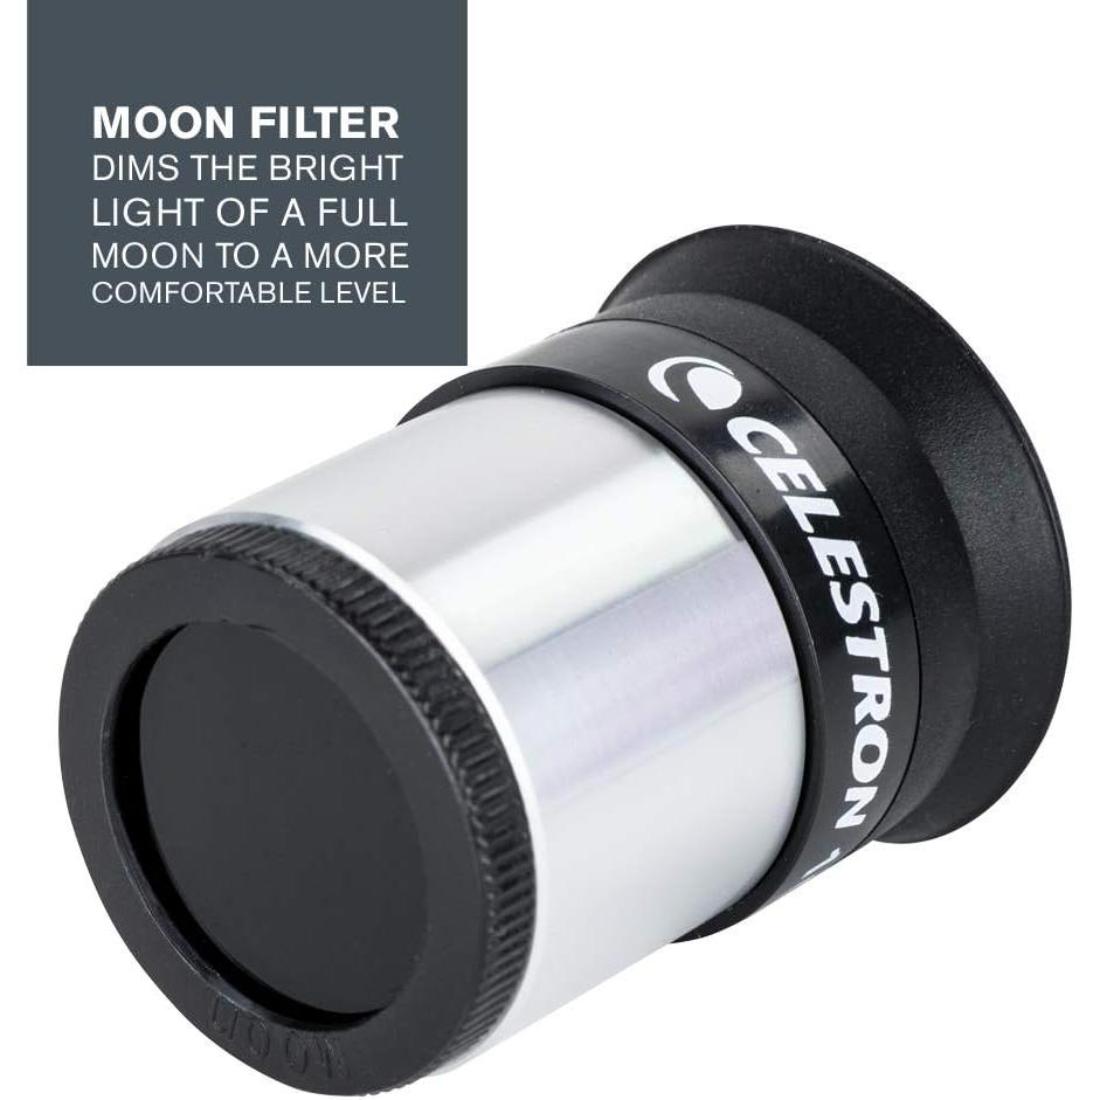 MOON FILTER
DIMS THE BRIGHT
LIGHT OF A FULL
MOON TO A MORE
COMFORTABLE LEVEL
CELESTRON
moon